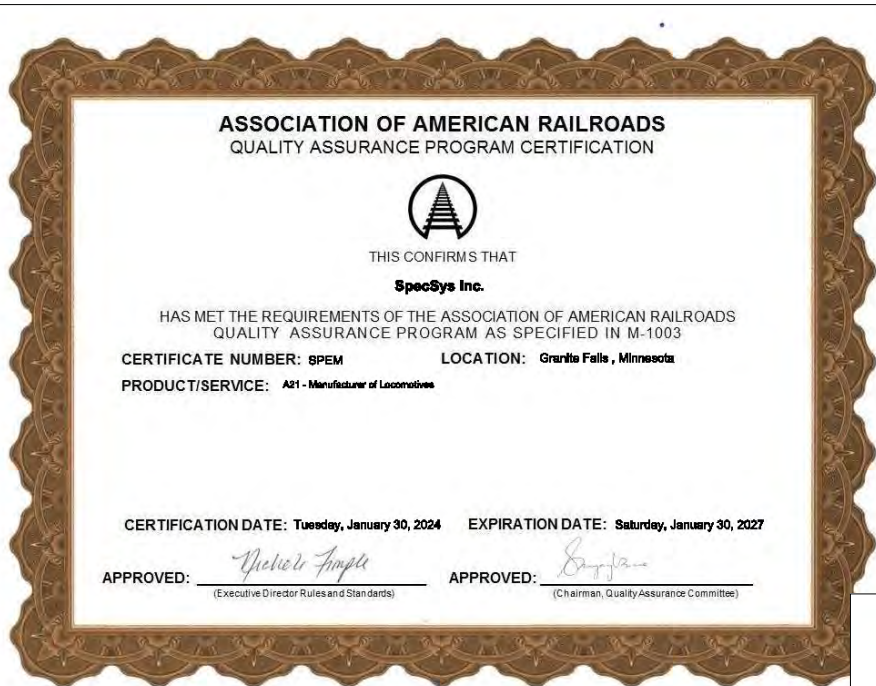 ASSOCIATION OF AMERICAN RAILROADS
QUALITY ASSURANCE PROGRAM CERTIFICATION
THIS CONFIRMS THAT
SpecSys Inc.
HAS MET THE REQUIREMENTS OF THE ASSOCIATION OF AMERICAN RAILROADS
QUALITY ASSURANCE PROGRAM AS SPECIFIED IN M-1003
CERTIFICATE NUMBER: SPEM LOCATION: Granite Falls , Minnesota
PRODUCT/SERVICE: A21 - Manufacturer of Locomotives
CERTIFICATION DATE: Tuesday, January 30, 2024 EXPIRATION DATE: Saturday, January 30, 2027
APPROVED: APPROVED:
(Executive Director Rules and Standards) (Chairman, Quality Assurance Committee)